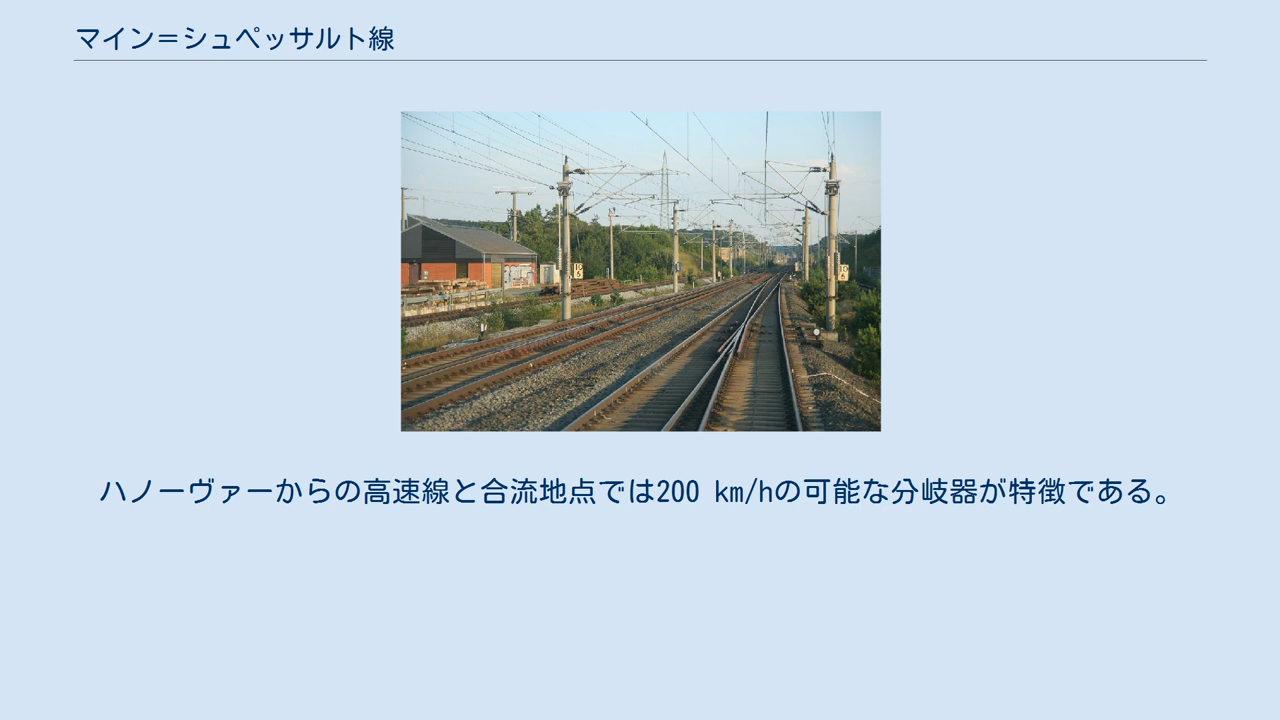 マイン＝シュペッサルト線
ハノーヴァーからの高速線と合流地点では200 km/hの可能な分岐器が特徴である。